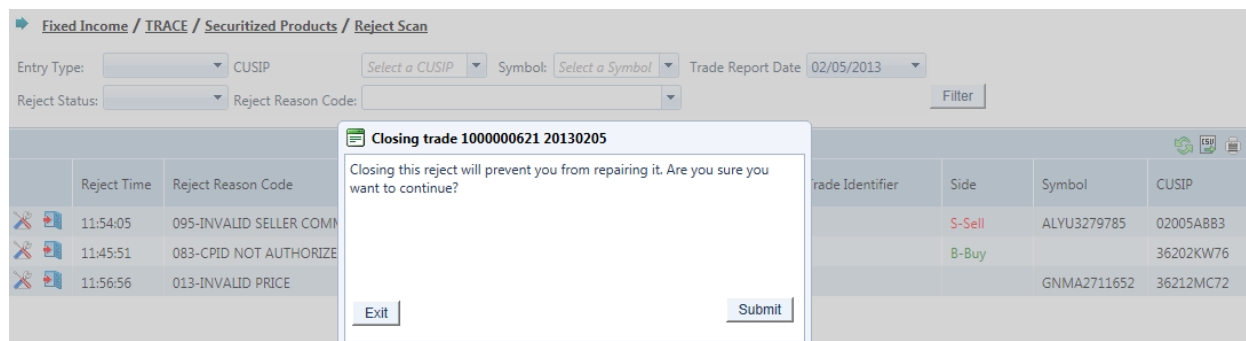 Fixed Income / TRACE / Securitized Products / Reject Scan
Entry Type: CUSIP Select a CUSIP Symbol: Select a Symbol Trade Report Date 02/05/2013
Reject Status: Reject Reason Code: Filter
Closing trade 1000000621 20130205
Closing this reject will prevent you from repairing it. Are you sure you
want to continue?
CSV
Reject Time Reject Reason Code Trade Identifier Side Symbol CUSIP
11:54:05 095-INVALID SELLER COMM S-Sell ALYU3279785 02005ABB3
11:45:51 083-CPID NOT AUTHORIZE B-Buy 36202KW76
11:56:56 013-INVALID PRICE GNMA2711652 36212MC72
Exit Submit